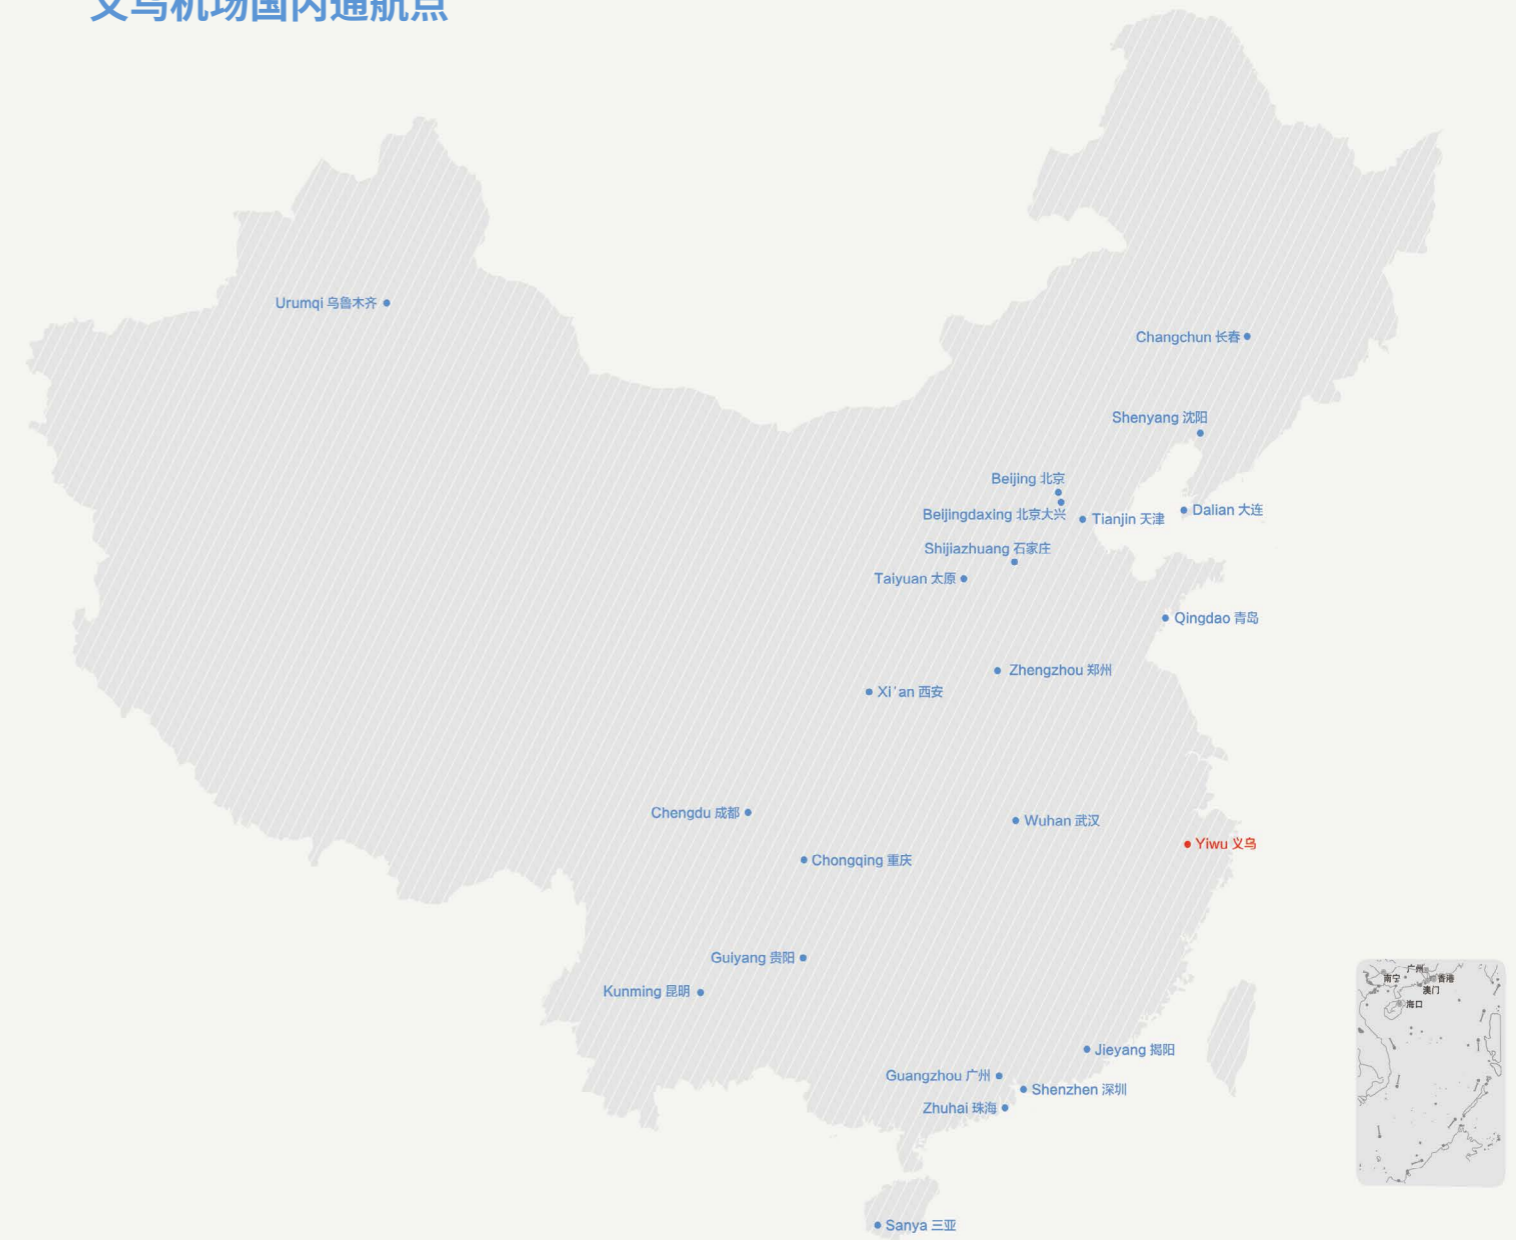 义乌机场国内通航点
Urumqi 乌鲁木齐
Changchun 长春
Shenyang 沈阳
Beijing 北京
Beijingdaxing 北京大兴
Dalian 大连
Tianjin 天津
Shijiazhuang 石家庄
Taiyuan 太原
Qingdao 青岛
Zhengzhou 郑州
Xi'an 西安
Chengdu 成都
Wuhan 武汉
Yiwu 义乌
Chongqing 重庆
Guiyang 贵阳
Kunming 昆明
广州
南宁
香港
澳门
海口
Jieyang 揭阳
Guangzhou 广州
Shenzhen 深圳
Zhuhai 珠海
Sanya 三亚